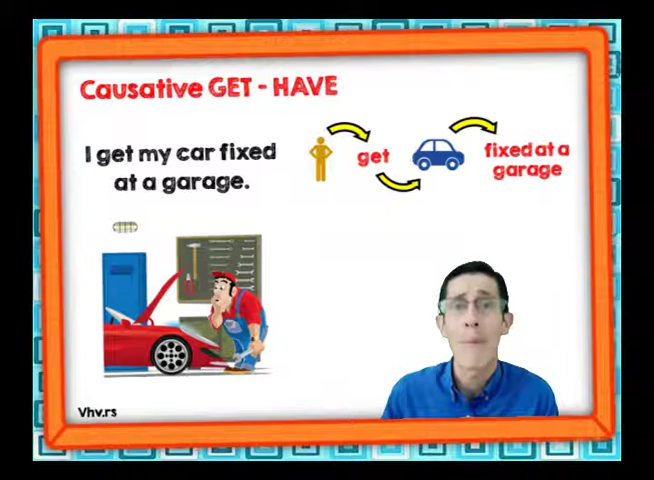 Causative GET - HAVE
I get my car fixed
at a garage.
get
fixed at a
garage
Vhv.rs